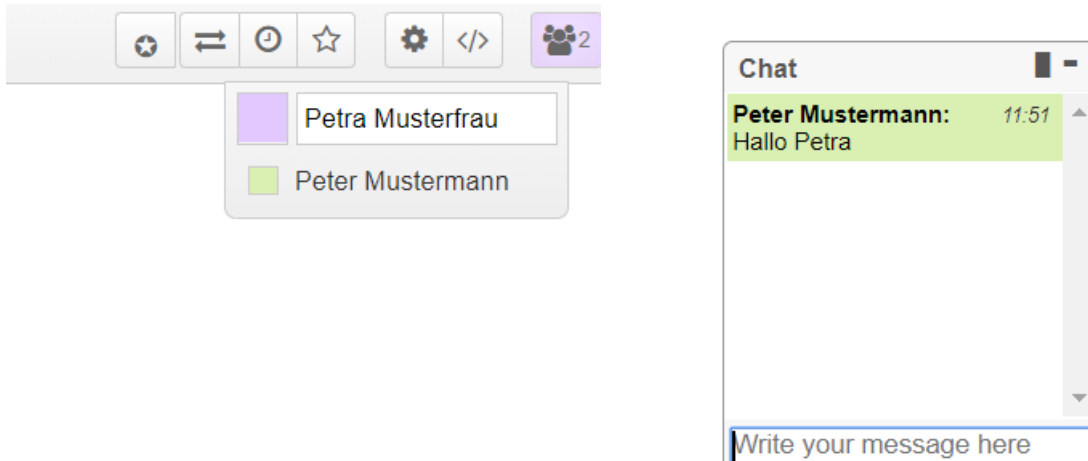 </>
2
Petra Musterfrau
Peter Mustermann
Chat
Peter Mustermann: 11:51
Hallo Petra
Write your message here